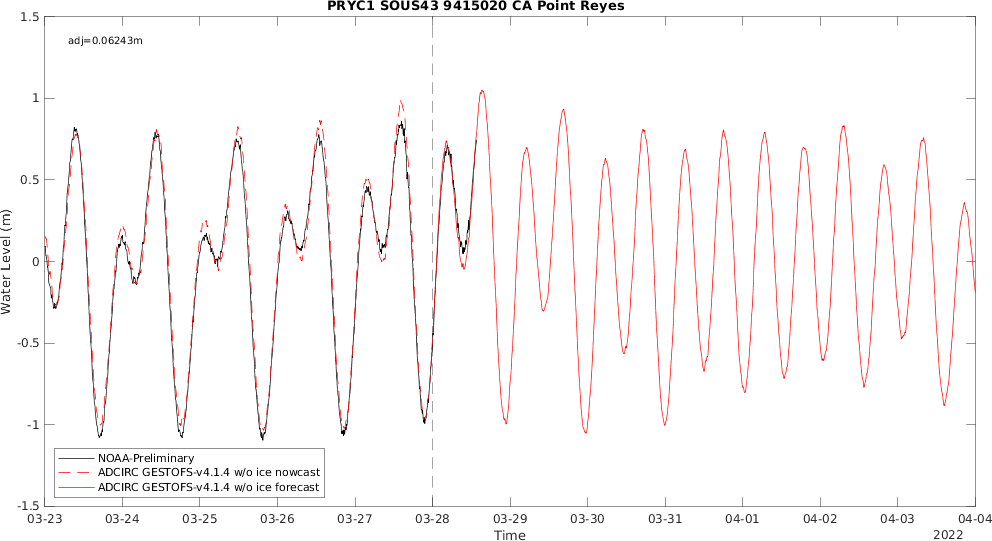 PRYC1 SOUS43 9415020 CA Point Reyes
adj=0.06243m
1.5
1
0.5
0
-0.5
-1
-1.5
Water Level (m)
NOAA-Preliminary
ADCIRC GESTOFS-v4.1.4 w/o ice nowcast
ADCIRC GESTOFS-v4.1.4 w/o ice forecast
03-23 03-24 03-25 03-26 03-27 03-28 03-29 03-30 03-31 04-01 04-02 04-03 04-04
Time
2022